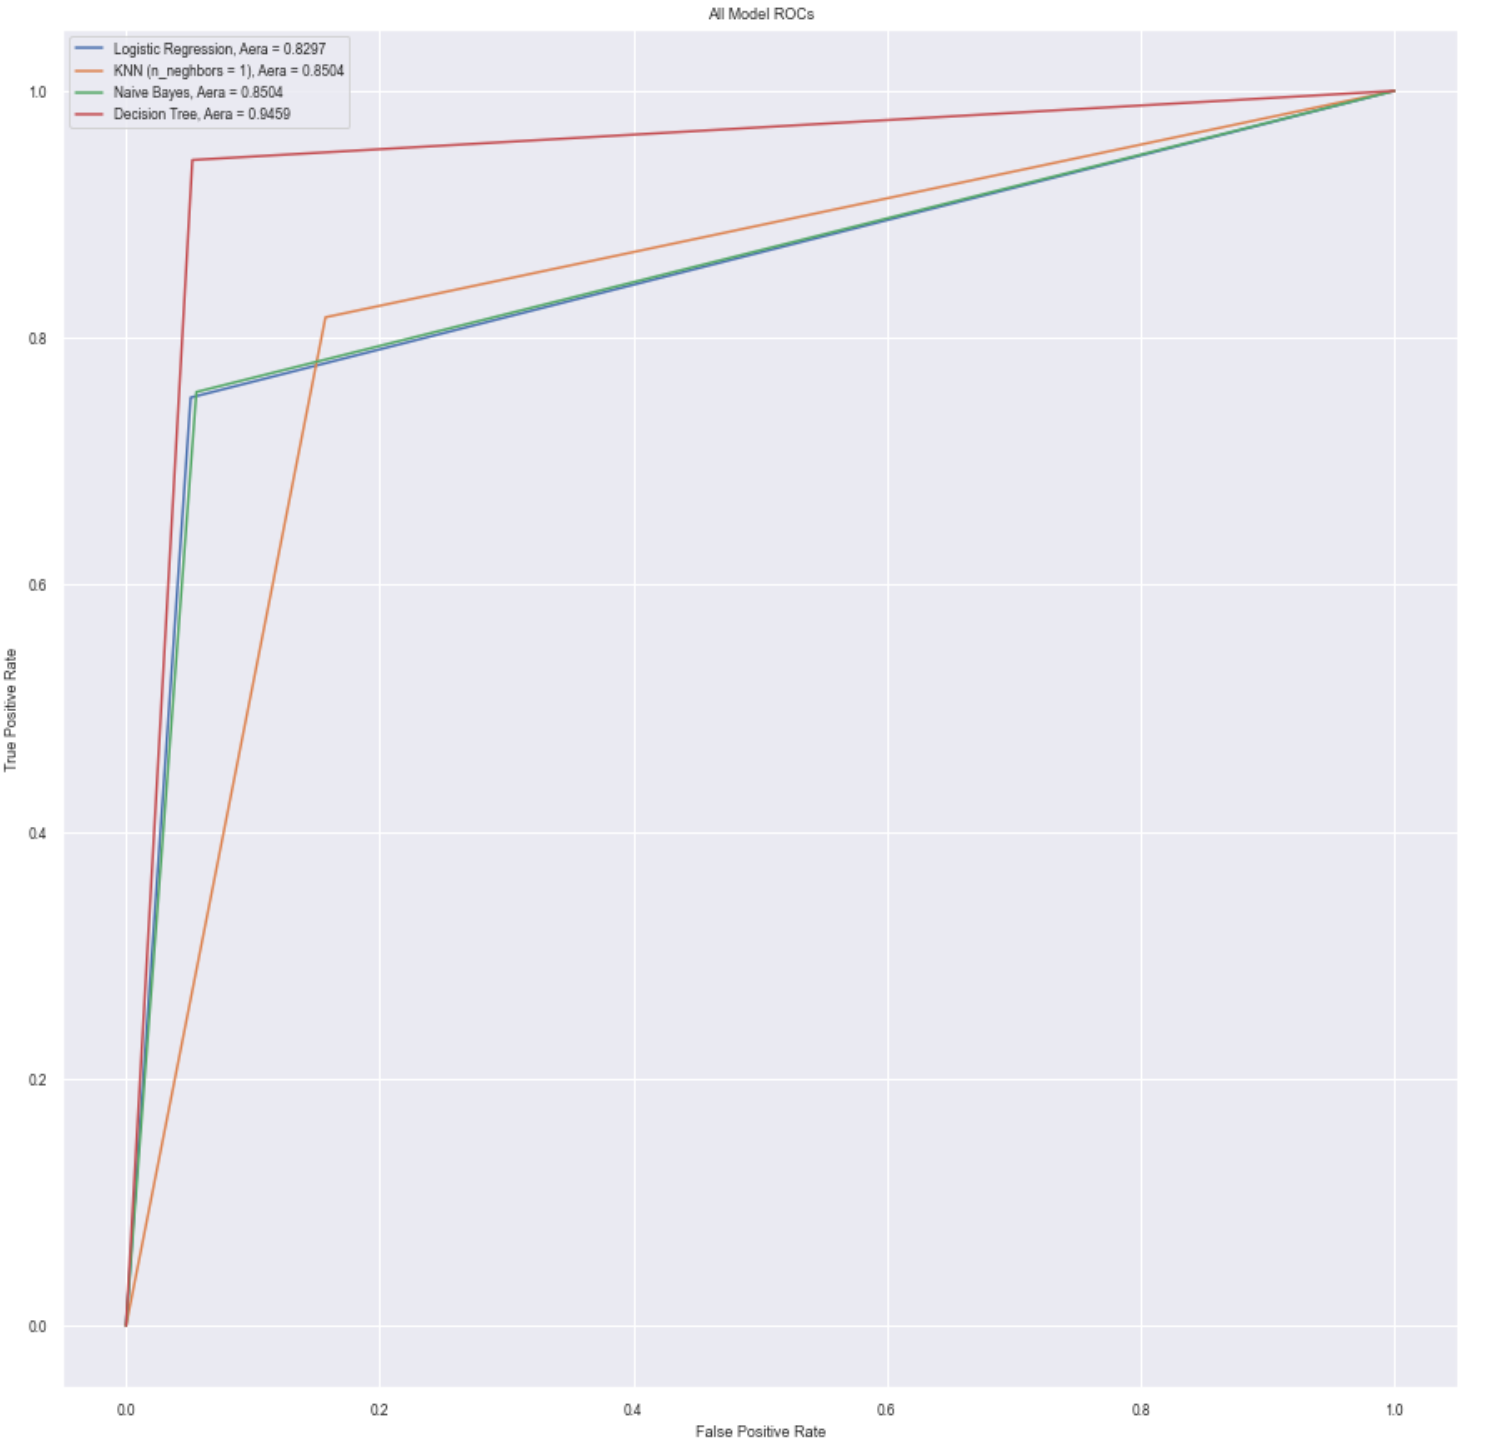 All Model ROCs
Logistic Regression, Aera = 0.8297
KNN (n_neghbors = 1), Aera = 0.8504
Naive Bayes, Aera = 0.8504
Decision Tree, Aera = 0.9459
1.0
0.8
0.6
0.4
0.2
0.0
True Positive Rate
0.0 0.2 0.4 0.6 0.8 1.0
False Positive Rate